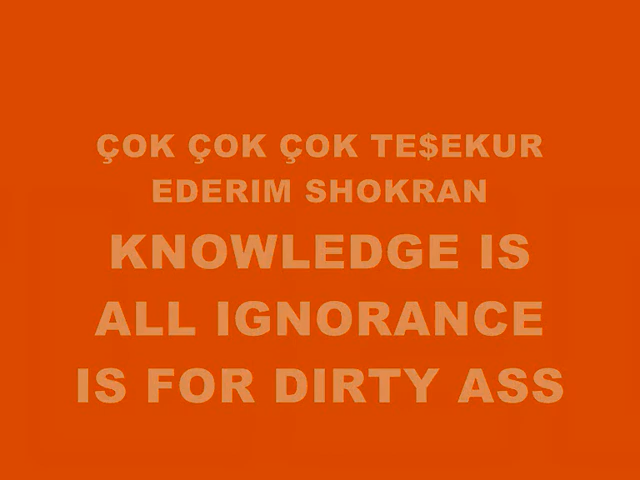 ÇOK ÇOK ÇOK TE$EKUR
EDERIM SHOKRAN
KNOWLEDGE IS
ALL IGNORANCE
IS FOR DIRTY ASS